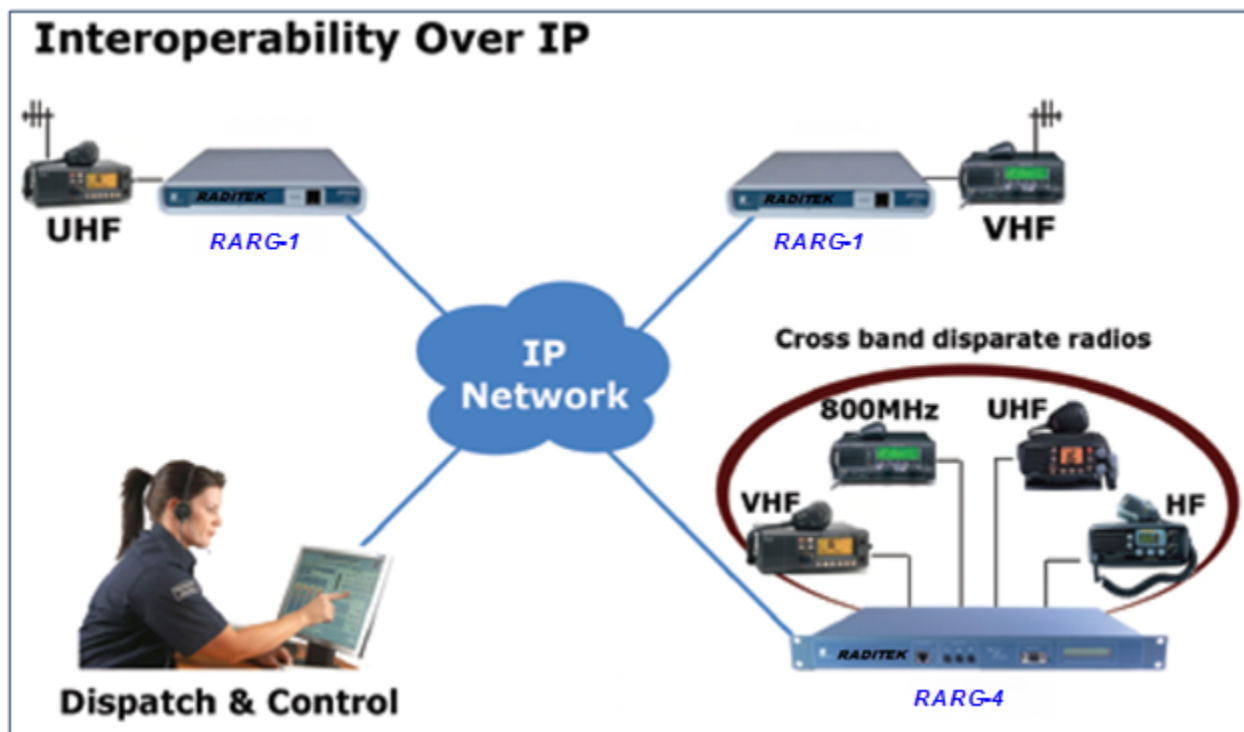 Interoperability Over IP
RADITEK
UHF
RARG-1
RADITEK
VHF
RARG-1
IP
Network
Cross band disparate radios
800MHz
UHF
VHF
HF
RADITEK
RARG-4
Dispatch & Control